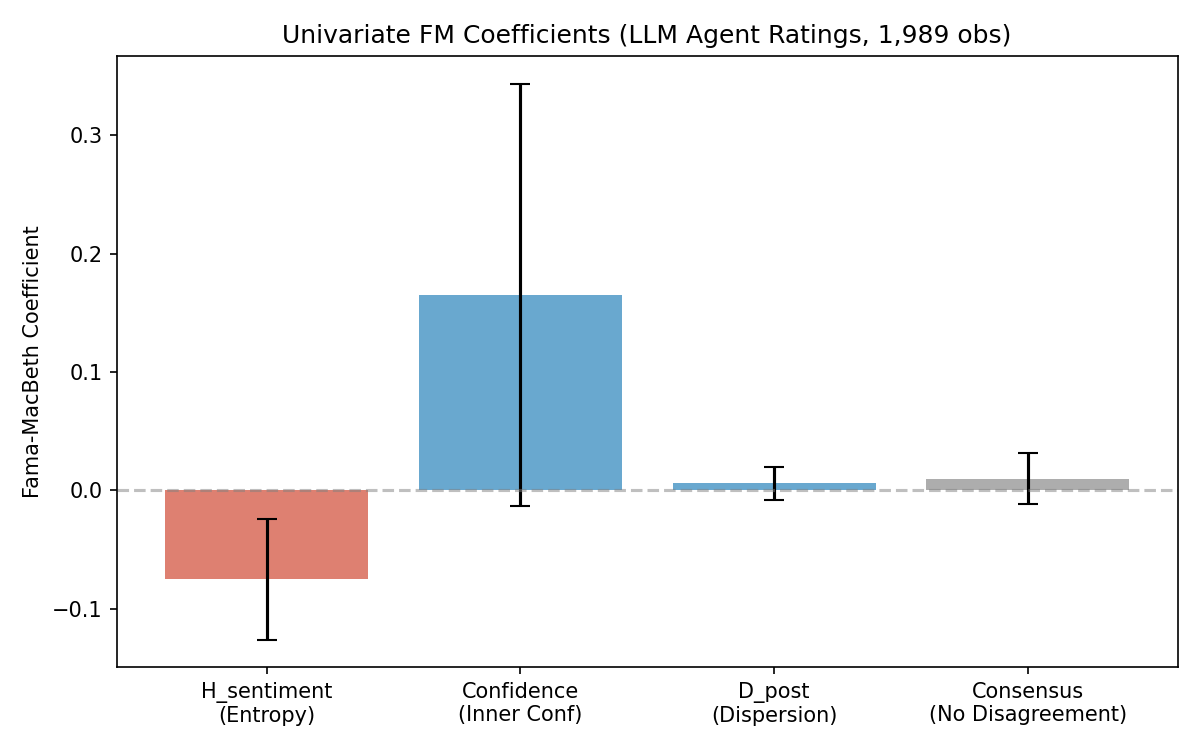 Univariate FM Coefficients (LLM Agent Ratings, 1,989 obs)
Fama-MacBeth Coefficient
0.3
0.2
0.1
0.0
−0.1
H_sentiment
(Entropy)
Confidence
(Inner Conf)
D_post
(Dispersion)
Consensus
(No Disagreement)